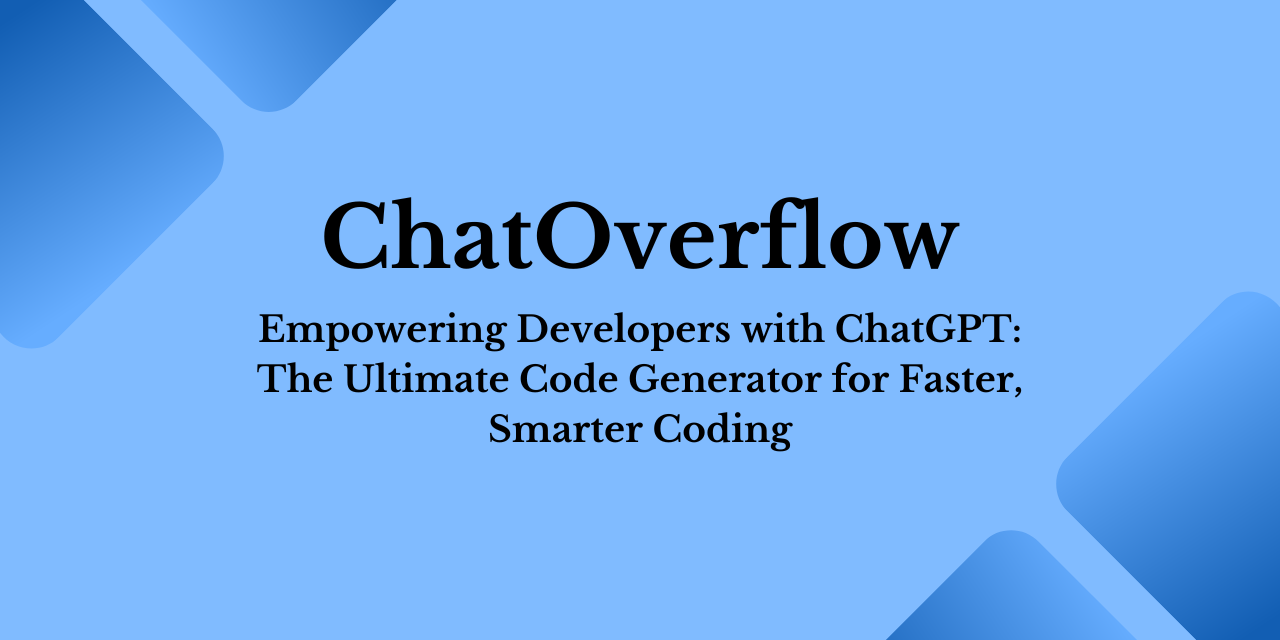 ChatOverflow
Empowering Developers with ChatGPT:
The Ultimate Code Generator for Faster,
Smarter Coding